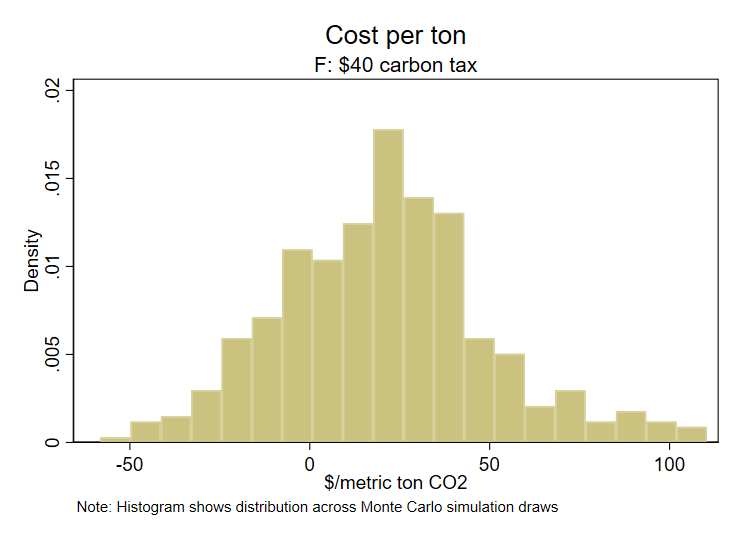 Cost per ton
F: $40 carbon tax
.02
.015
.01
.005
0
Density
-50 0 50 100
$/metric ton CO2
Note: Histogram shows distribution across Monte Carlo simulation draws